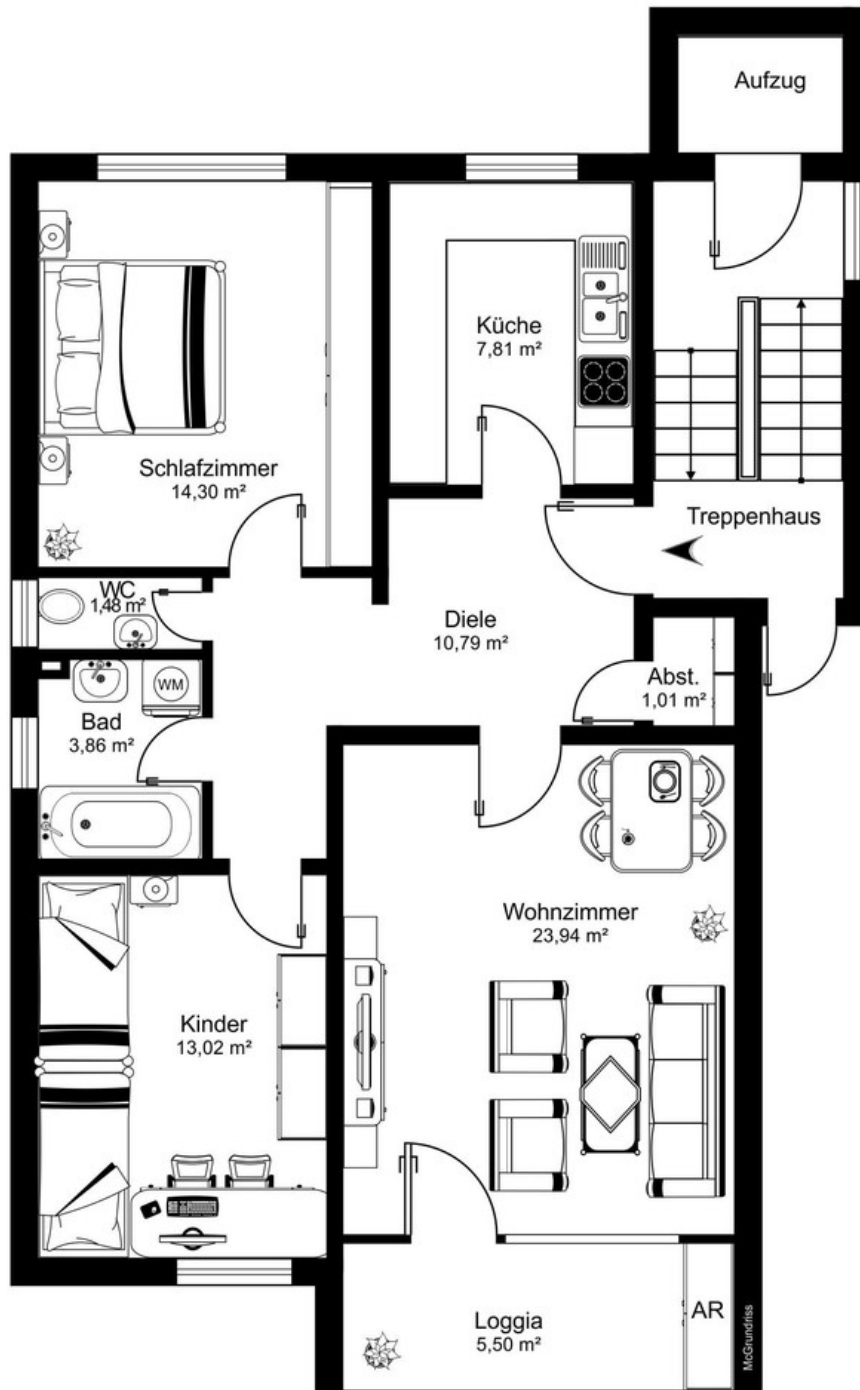 Aufzug
Küche
7,81 m²
Schlafzimmer
14,30 m²
Treppenhaus
WC
1,48 m²
Diele
10,79 m²
Abst.
1,01 m²
WM
Bad
3,86 m²
Wohnzimmer
23,94 m²
Kinder
13,02 m²
Loggia
5,50 m²
AR
McGrundriss